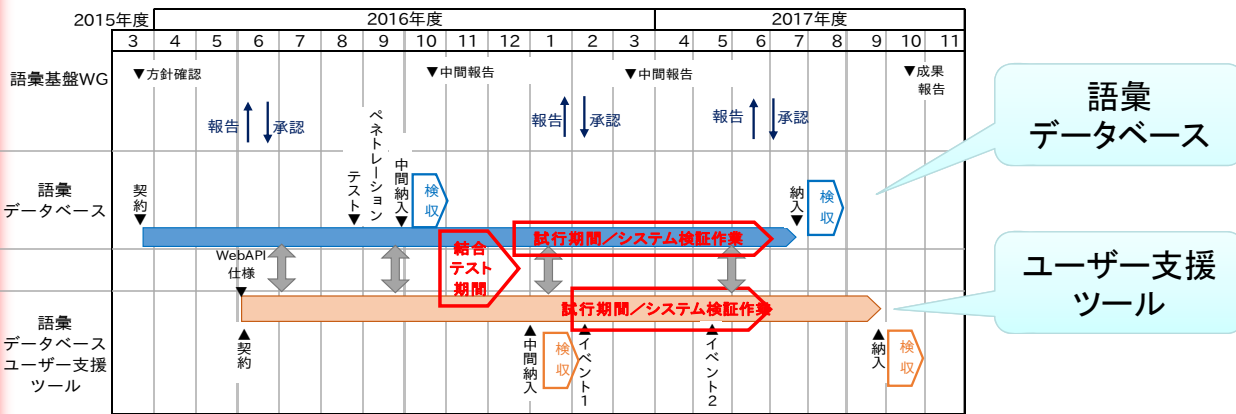 2015年度 2016年度 2017年度
3 4 5 6 7 8 9 10 11 12 1 2 3 4 5 6 7 8 9 10 11
語彙基盤WG
▼方針確認
▼中間報告
▼中間報告
▼成果
報告
報告 承認
報告 承認
報告 承認
語彙
データベース
契約▼
ペネトレーション
テスト▼
中間納入▼
検収
納入▼
検収
試行期間/システム検証作業
結合
テスト
期間
WebAPI
仕様
▼
試行期間/システム検証作業
語彙
データベース
ユーザー支援
ツール
▲契約
▲中間納入
検収
▲イベント1
▲イベント2
▲納入
検収
語彙
データベース
ユーザー支援
ツール